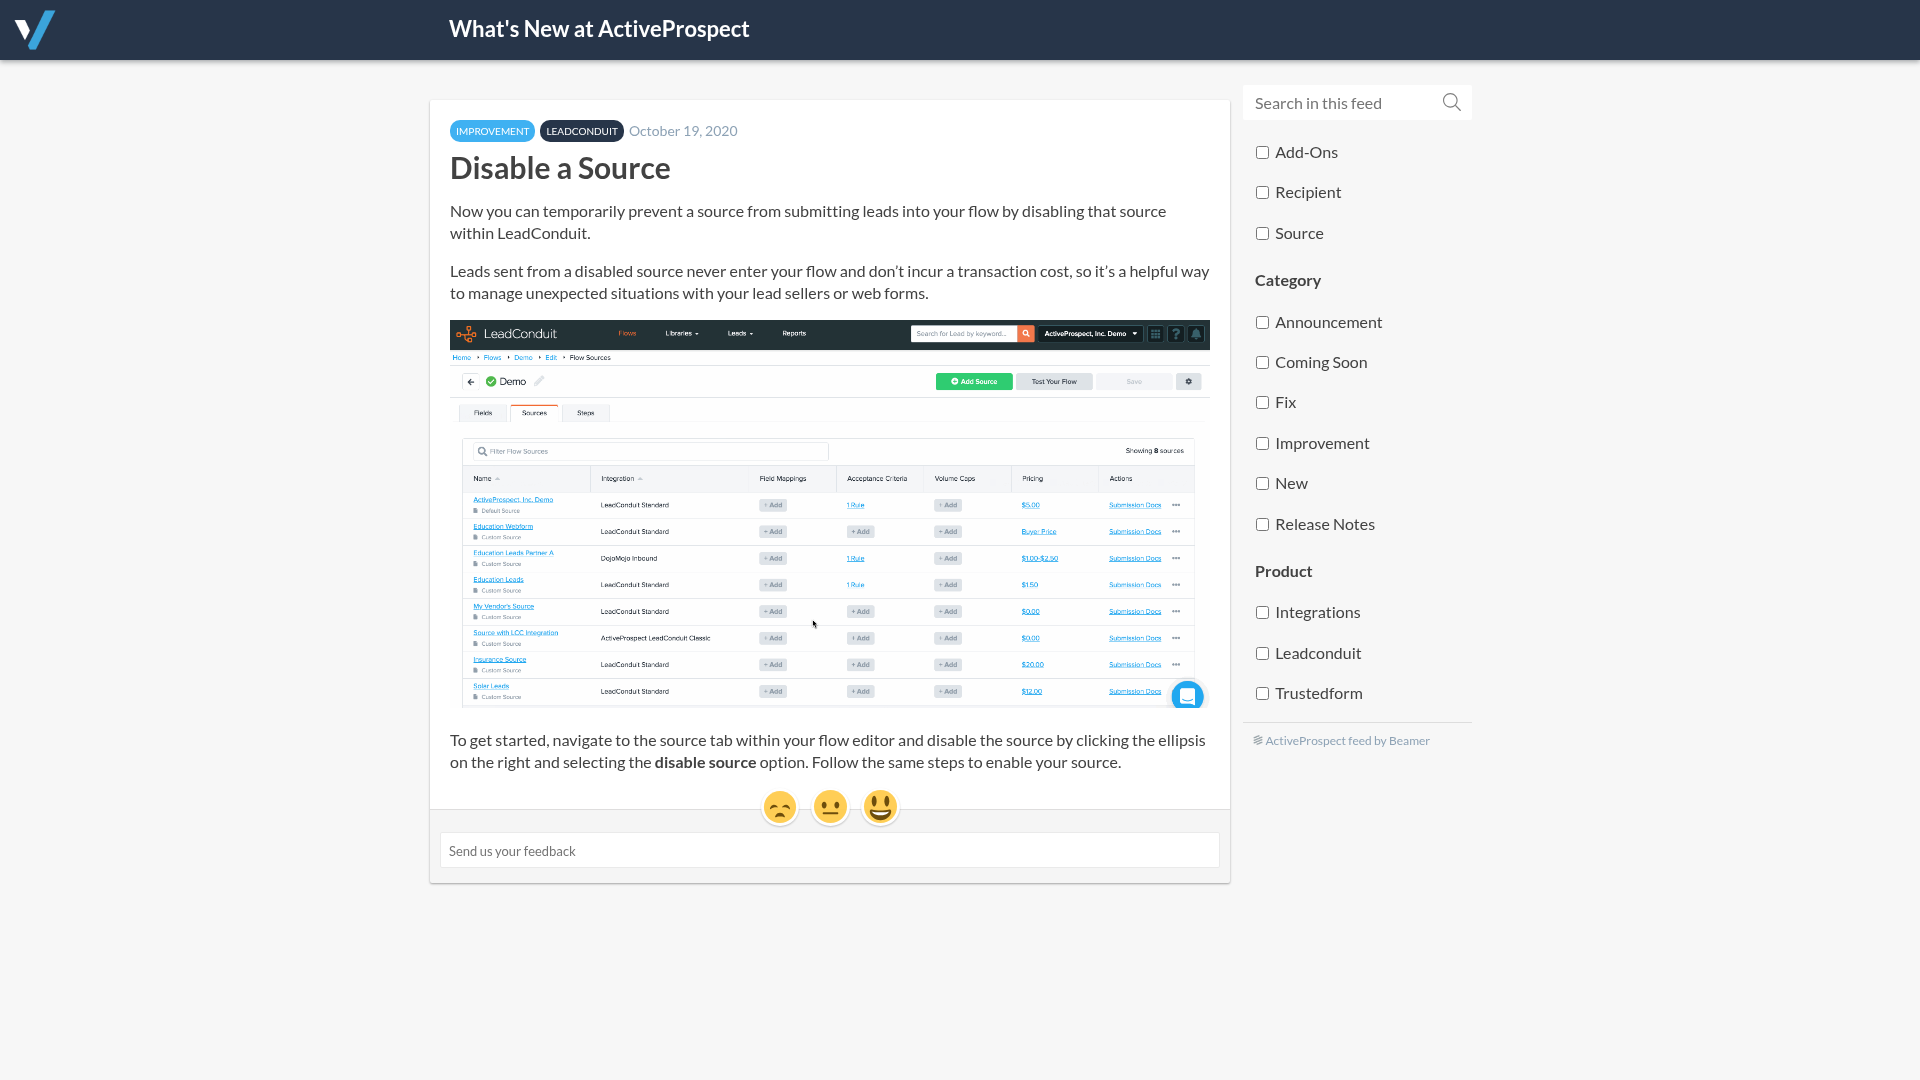 What's New at ActiveProspect
IMPROVEMENT LEADCONDUIT October 19, 2020
Disable a Source
Now you can temporarily prevent a source from submitting leads into your flow by disabling that source
within LeadConduit.
Leads sent from a disabled source never enter your flow and don’t incur a transaction cost, so it’s a helpful way
to manage unexpected situations with your lead sellers or web forms.
LeadConduit Flows Libraries Leads Reports Search for Lead by keyword... ActiveProspect, Inc. Demo
Home Flows Demo Edit Flow Sources
Demo Add Source Test Your Flow Save
Fields Sources Steps
Filter Flow Sources Showing 8 sources
Name Integration Field Mappings Acceptance Criteria Volume Caps Pricing Actions
ActiveProspect, Inc. Demo
Default Source
LeadConduit Standard + Add 1 Rule + Add $5.00 Submission Docs
Education Webform
Custom Source
LeadConduit Standard + Add + Add + Add Buyer Price Submission Docs
Education Leads Partner A
Custom Source
DojoMojo Inbound + Add 1 Rule + Add $1.00-$2.50 Submission Docs
Education Leads
Custom Source
LeadConduit Standard + Add 1 Rule + Add $1.50 Submission Docs
My Vendor's Source
Custom Source
LeadConduit Standard + Add + Add + Add $0.00 Submission Docs
Source with LCC Integration
Custom Source
ActiveProspect LeadConduit Classic + Add + Add + Add $0.00 Submission Docs
Insurance Source
Custom Source
LeadConduit Standard + Add + Add + Add $20.00 Submission Docs
Solar Leads
Custom Source
LeadConduit Standard + Add + Add + Add $12.00 Submission Docs
To get started, navigate to the source tab within your flow editor and disable the source by clicking the ellipsis
on the right and selecting the disable source option. Follow the same steps to enable your source.
Send us your feedback
Search in this feed
Add-Ons
Recipient
Source
Category
Announcement
Coming Soon
Fix
Improvement
New
Release Notes
Product
Integrations
Leadconduit
Trustedform
ActiveProspect feed by Beamer